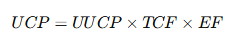 UCP = UUCP × TCF × EF